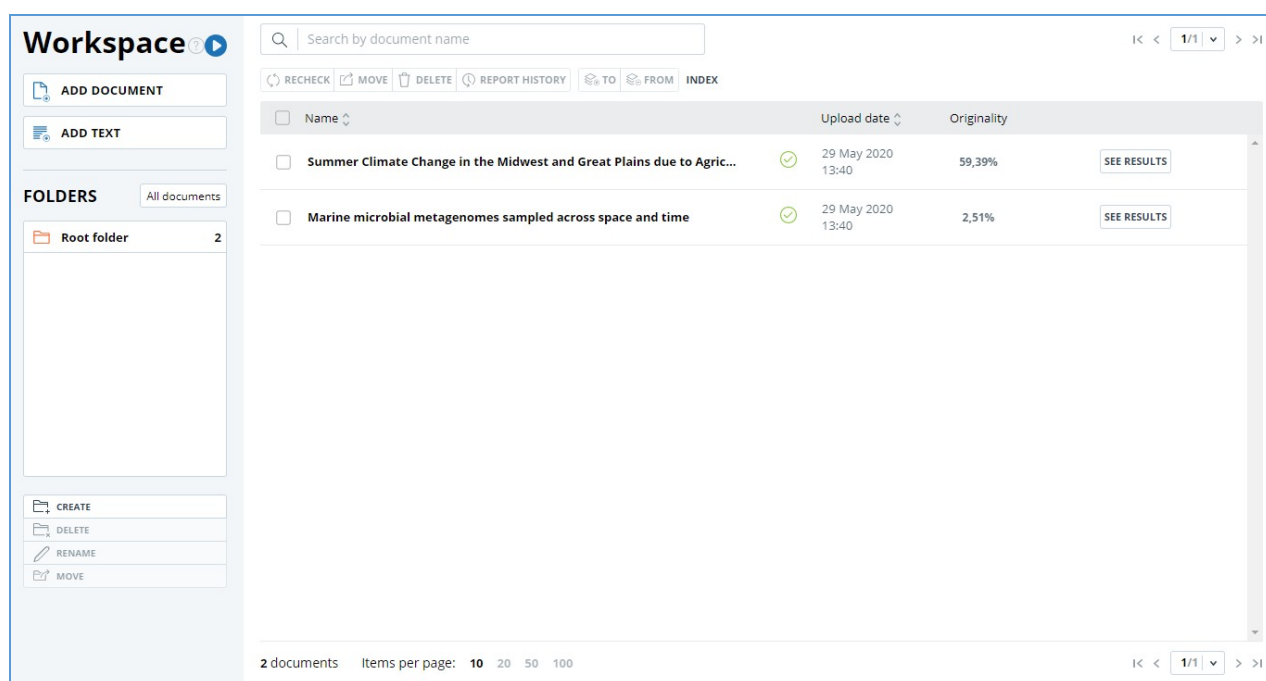 Workspace
ADD DOCUMENT
ADD TEXT
FOLDERS All documents
Root folder 2
CREATE
DELETE
RENAME
MOVE
Search by document name
1/1
RECHECK MOVE DELETE REPORT HISTORY TO FROM INDEX
Name Upload date Originality
Summer Climate Change in the Midwest and Great Plains due to Agric... 29 May 2020 13:40 59,39% SEE RESULTS
Marine microbial metagenomes sampled across space and time 29 May 2020 13:40 2,51% SEE RESULTS
2 documents Items per page: 10 20 50 100 1/1